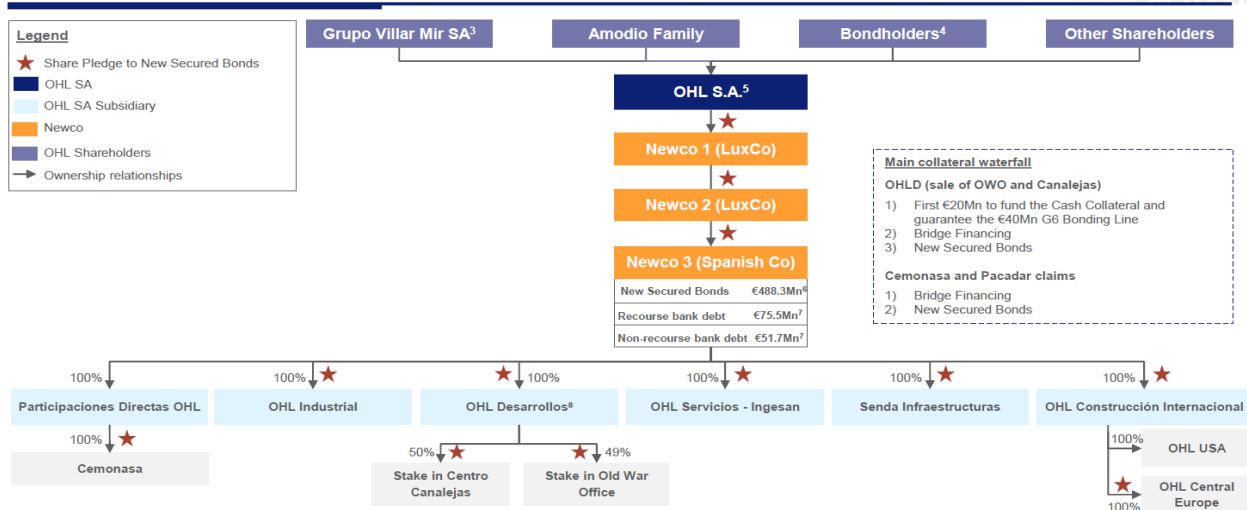 Legend
Share Pledge to New Secured Bonds
OHL SA
OHL SA Subsidiary
Newco
OHL Shareholders
Ownership relationships
Grupo Villar Mir SA³
Amodio Family
Bondholders⁴
Other Shareholders
OHL S.A.⁵
Newco 1 (LuxCo)
Newco 2 (LuxCo)
Newco 3 (Spanish Co)
New Secured Bonds €488.3Mn⁶
Recourse bank debt €75.5Mn⁷
Non-recourse bank debt €51.7Mn⁷
Main collateral waterfall
OHLD (sale of OWO and Canalejas)
1) First €20Mn to fund the Cash Collateral and
guarantee the €40Mn G6 Bonding Line
2) Bridge Financing
3) New Secured Bonds
Cemonasa and Pacadar claims
1) Bridge Financing
2) New Secured Bonds
100%
100%
100%
100%
100%
100%
Participaciones Directas OHL
OHL Industrial
OHL Desarrollos⁸
OHL Servicios - Ingesan
Senda Infraestructuras
OHL Construcción Internacional
100%
Cemonasa
50%
49%
Stake in Centro
Canalejas
Stake in Old War
Office
100%
OHL USA
100%
OHL Central
Europe